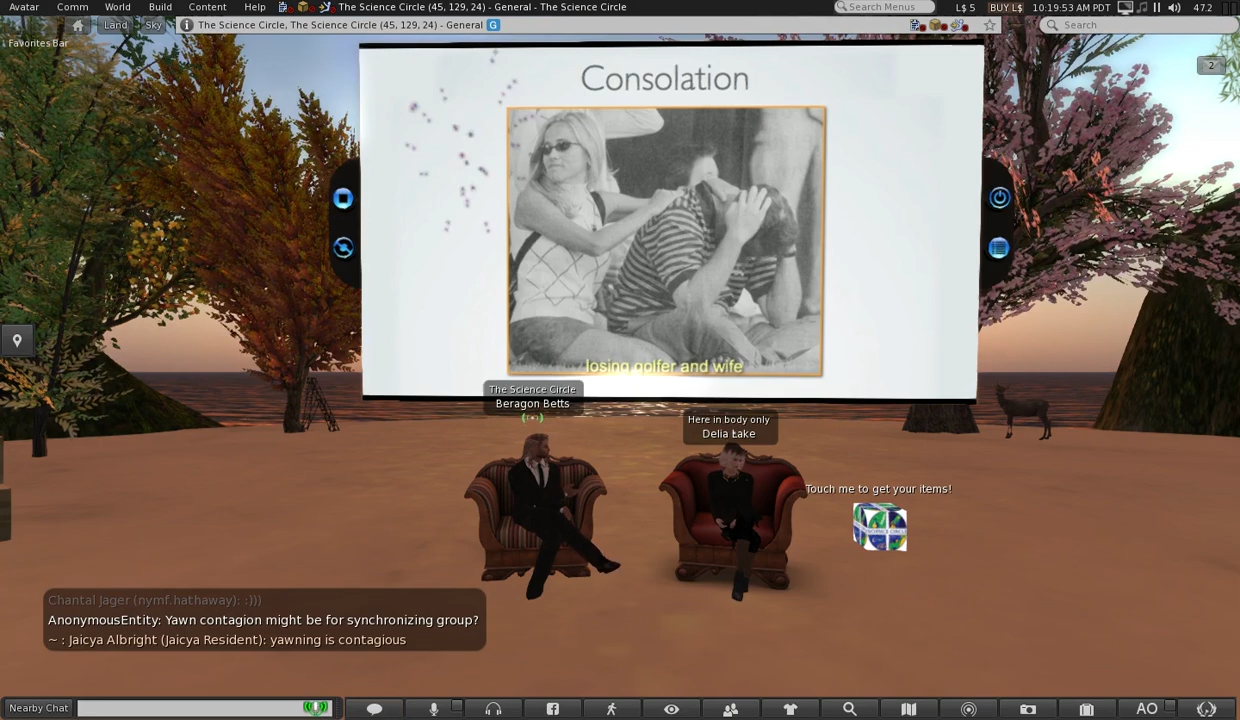 Avatar Comm World Build Content Help The Science Circle (45, 129, 24) - General - The Science Circle Search Menus L$ 5 BUY L$ 10:19:53 AM PDT 47.2
Land Sky The Science Circle, The Science Circle (45, 129, 24) - General G Search
Favorites Bar
2
Consolation
losing golfer and wife
The Science Circle
Beragon Betts
Here in body only
Delia Lake
Touch me to get your items!
SCIENCE CIRCLE
Chantal Jager (nymf.hathaway): :)))
AnonymousEntity: Yawn contagion might be for synchronizing group?
~ : Jaicya Albright (Jaicya Resident): yawning is contagious
Nearby Chat AO